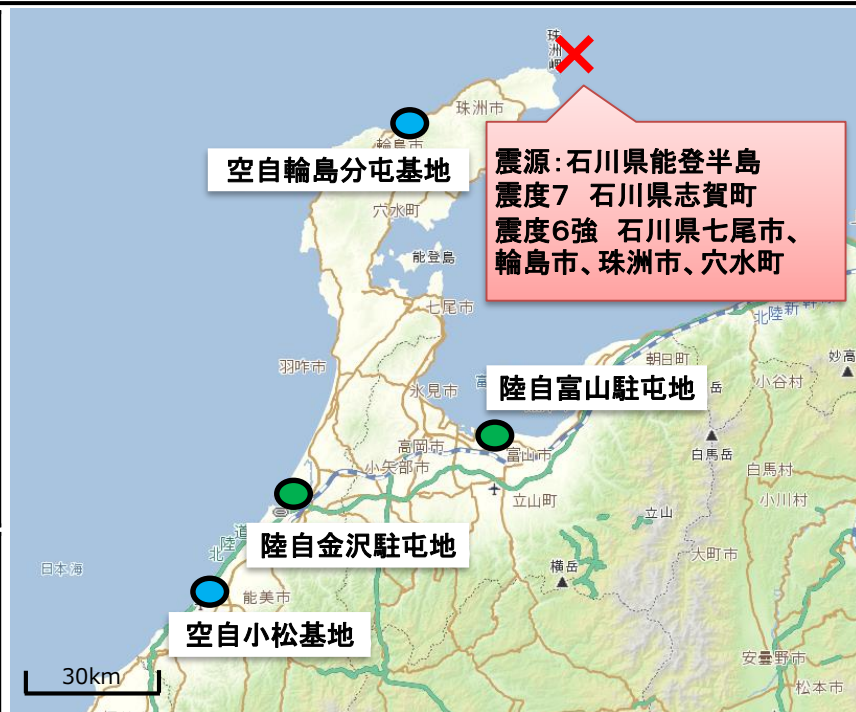 珠洲岬
珠洲市
輪島市
空自輪島分屯基地
震源:石川県能登半島
震度7 石川県志賀町
震度6強 石川県七尾市、
輪島市、珠洲市、穴水町
穴水町
能登島
七尾市
北陸新幹
羽咋市
朝日町
妙高
小谷村
氷見市
富
岳
陸自富山駐屯地
高岡市
富山市
白馬岳
小矢部市
白馬村
立山町
小川村
立山
北陸道
陸自金沢駐屯地
大町市
日本海
横岳
能美市
空自小松基地
安曇野市
30km
松本市